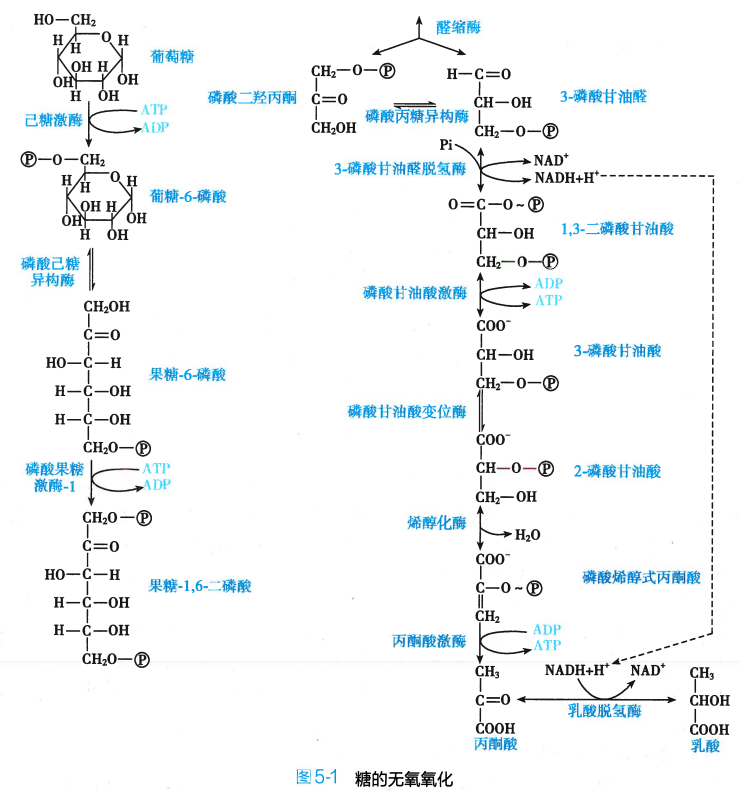 HO—CH₂
O
H
H
H
OH
H
OH
OH
H
OH
葡萄糖
己糖激酶
ATP
ADP
Ⓟ—O—CH₂
O
H
H
H
OH
H
OH
OH
H
OH
葡糖-6-磷酸
磷酸己糖
异构酶
CH₂OH
C=O
HO—C—H
H—C—OH
H—C—OH
CH₂O—Ⓟ
果糖-6-磷酸
磷酸果糖
激酶-1
ATP
ADP
CH₂O—Ⓟ
C=O
HO—C—H
H—C—OH
H—C—OH
CH₂O—Ⓟ
果糖-1,6-二磷酸
醛缩酶
磷酸二羟丙酮
CH₂—O—Ⓟ
C=O
CH₂OH
磷酸丙糖异构酶
H—C=O
CH—OH
CH₂—O—Ⓟ
3-磷酸甘油醛
Pi
3-磷酸甘油醛脱氢酶
NAD⁺
NADH+H⁺
O=C—O~Ⓟ
CH—OH
CH₂—O—Ⓟ
1,3-二磷酸甘油酸
磷酸甘油酸激酶
ADP
ATP
COO⁻
CH—OH
CH₂—O—Ⓟ
3-磷酸甘油酸
磷酸甘油酸变位酶
COO⁻
CH—O—Ⓟ
CH₂—OH
2-磷酸甘油酸
烯醇化酶
H₂O
COO⁻
C—O~Ⓟ
CH₂
磷酸烯醇式丙酮酸
丙酮酸激酶
ADP
ATP
CH₃
C=O
COOH
丙酮酸
NADH+H⁺
NAD⁺
乳酸脱氢酶
CH₃
CHOH
COOH
乳酸
图5-1 糖的无氧氧化